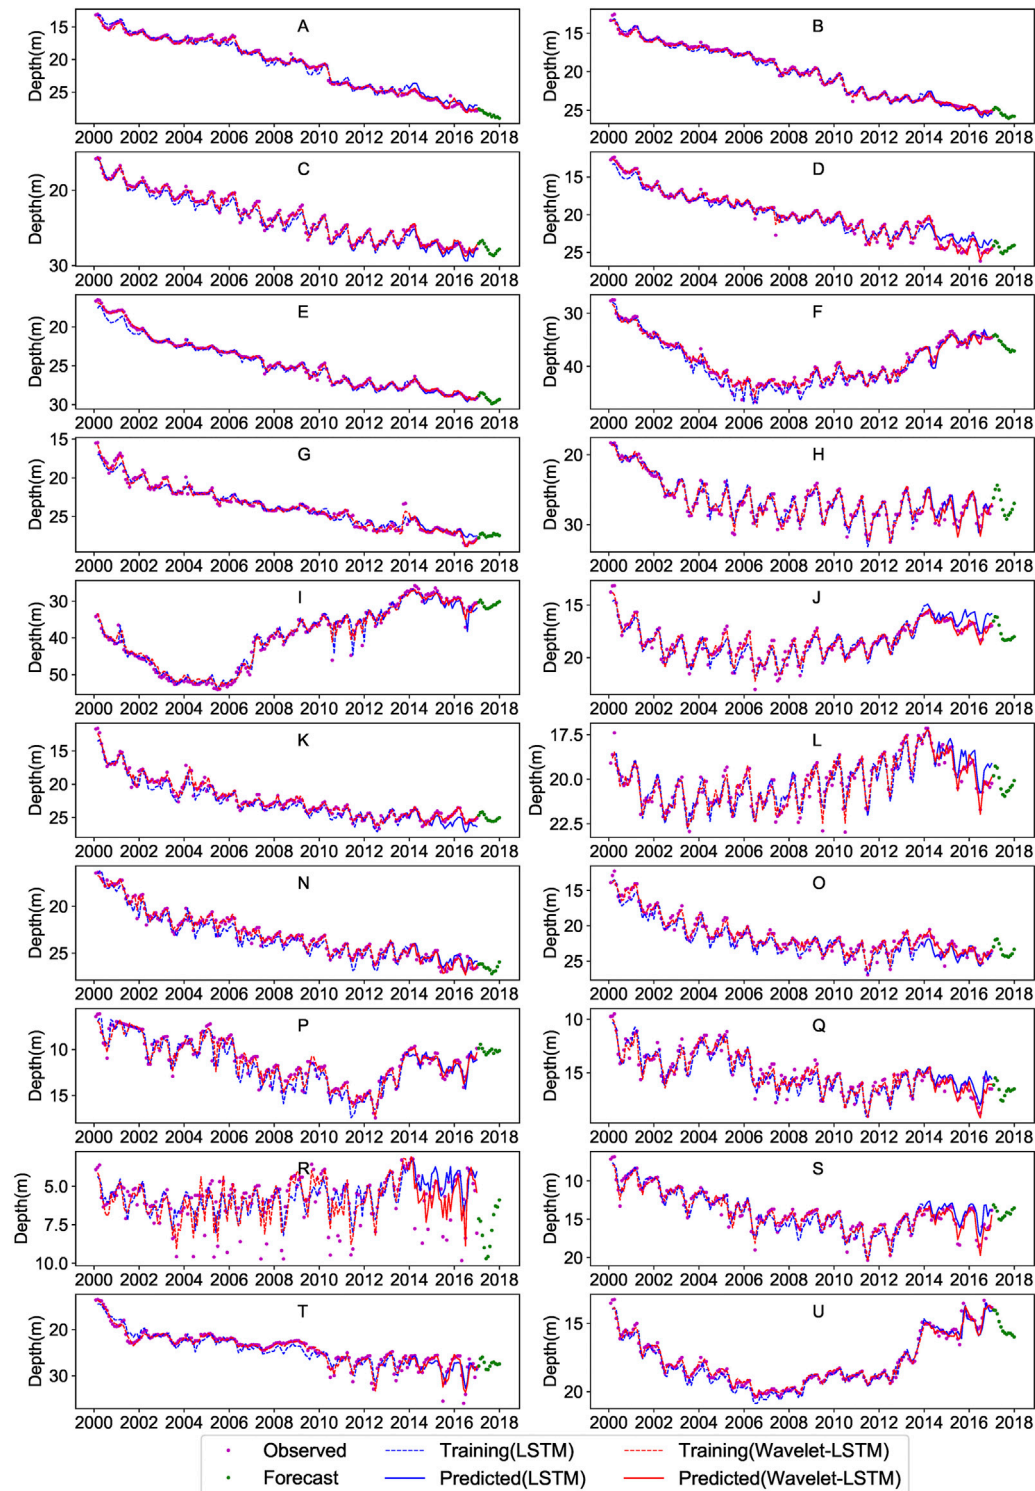 Depth(m)
A
15
20
25
2000 2002 2004 2006 2008 2010 2012 2014 2016 2018
Depth(m)
B
15
20
25
2000 2002 2004 2006 2008 2010 2012 2014 2016 2018
Depth(m)
C
20
30
2000 2002 2004 2006 2008 2010 2012 2014 2016 2018
Depth(m)
D
15
20
25
2000 2002 2004 2006 2008 2010 2012 2014 2016 2018
Depth(m)
E
20
25
30
2000 2002 2004 2006 2008 2010 2012 2014 2016 2018
Depth(m)
F
30
40
2000 2002 2004 2006 2008 2010 2012 2014 2016 2018
Depth(m)
G
15
20
25
2000 2002 2004 2006 2008 2010 2012 2014 2016 2018
Depth(m)
H
20
30
2000 2002 2004 2006 2008 2010 2012 2014 2016 2018
Depth(m)
I
30
40
50
2000 2002 2004 2006 2008 2010 2012 2014 2016 2018
Depth(m)
J
15
20
2000 2002 2004 2006 2008 2010 2012 2014 2016 2018
Depth(m)
K
15
20
25
2000 2002 2004 2006 2008 2010 2012 2014 2016 2018
Depth(m)
L
17.5
20.0
22.5
2000 2002 2004 2006 2008 2010 2012 2014 2016 2018
Depth(m)
N
20
25
2000 2002 2004 2006 2008 2010 2012 2014 2016 2018
Depth(m)
O
15
20
25
2000 2002 2004 2006 2008 2010 2012 2014 2016 2018
Depth(m)
P
10
15
2000 2002 2004 2006 2008 2010 2012 2014 2016 2018
Depth(m)
Q
10
15
2000 2002 2004 2006 2008 2010 2012 2014 2016 2018
Depth(m)
R
5.0
7.5
10.0
2000 2002 2004 2006 2008 2010 2012 2014 2016 2018
Depth(m)
S
10
15
20
2000 2002 2004 2006 2008 2010 2012 2014 2016 2018
Depth(m)
T
20
30
2000 2002 2004 2006 2008 2010 2012 2014 2016 2018
Depth(m)
U
15
20
2000 2002 2004 2006 2008 2010 2012 2014 2016 2018
Observed Training(LSTM) Training(Wavelet-LSTM)
Forecast Predicted(LSTM) Predicted(Wavelet-LSTM)